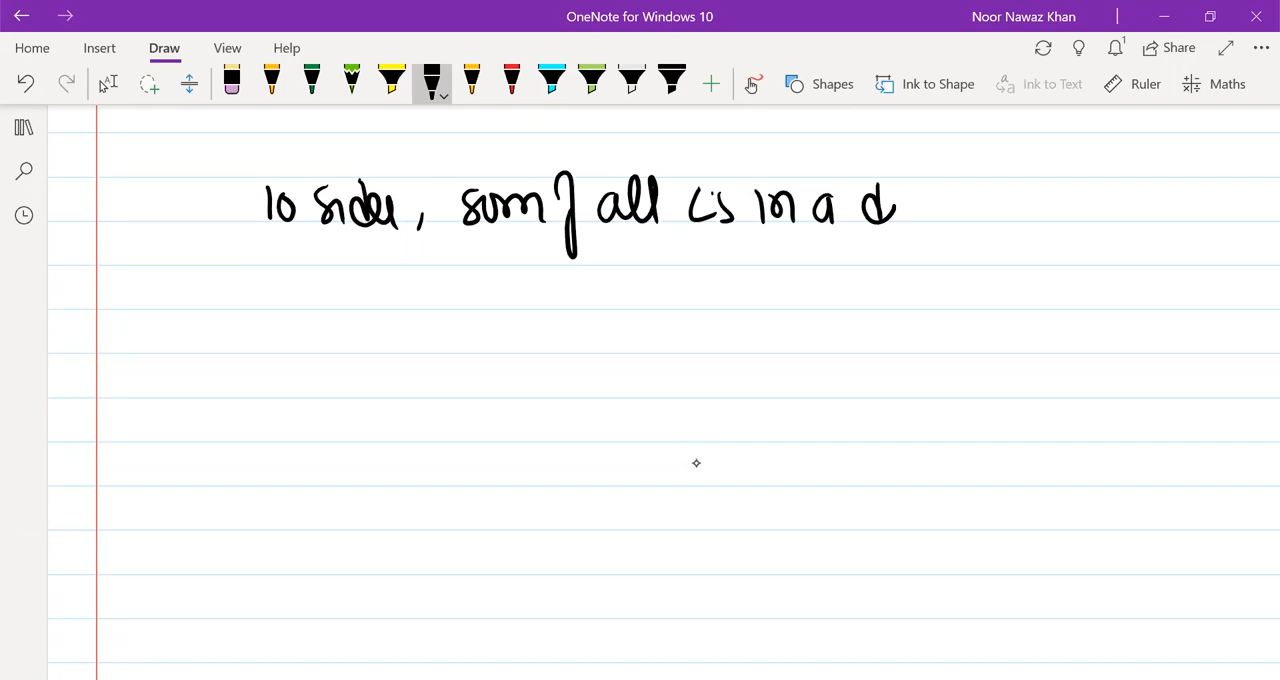 OneNote for Windows 10 Noor Nawaz Khan
Home Insert Draw View Help 1 Share
Shapes Ink to Shape Ink to Text Ruler Maths
10 sides, sum of all ∠s in a d